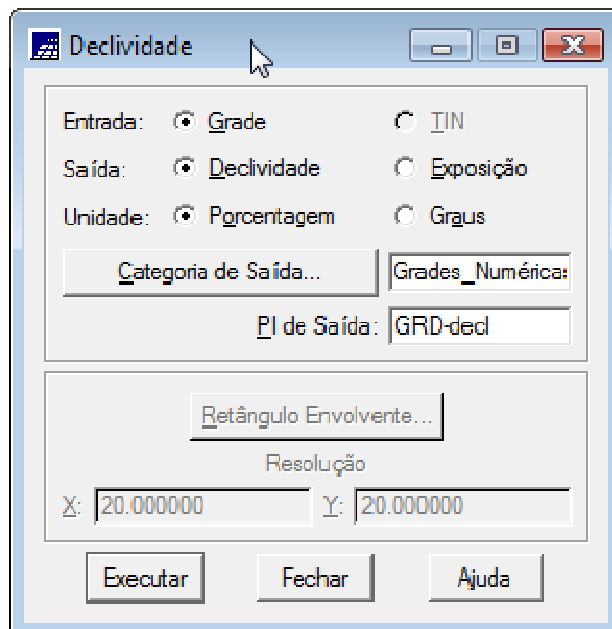 Declividade
Entrada: Grade TIN
Saída: Declividade Exposição
Unidade: Porcentagem Graus
Categoria de Saída... Grades_Numéricas
PI de Saída: GRD-decl
Retângulo Envolvente...
Resolução
X: 20.000000 Y: 20.000000
Executar Fechar Ajuda